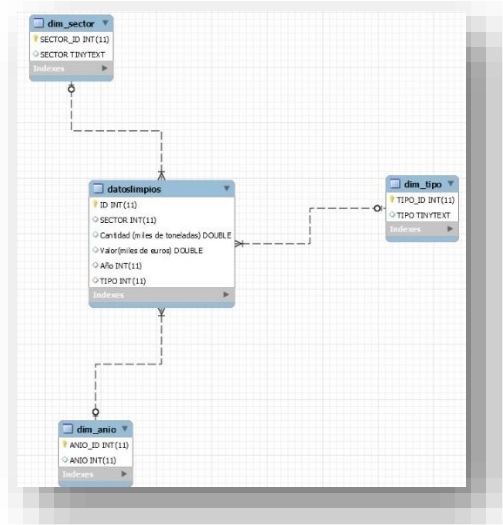 dim_sector
SECTOR_ID INT(11)
SECTOR TINYTEXT
Indexes
datoslimpios
ID INT(11)
SECTOR INT(11)
Cantidad (miles de toneladas) DOUBLE
Valor(miles de euros) DOUBLE
Año INT(11)
TIPO INT(11)
Indexes
dim_tipo
TIPO_ID INT(11)
TIPO TINYTEXT
Indexes
dim_anio
ANIO_ID INT(11)
ANIO INT(11)
Indexes